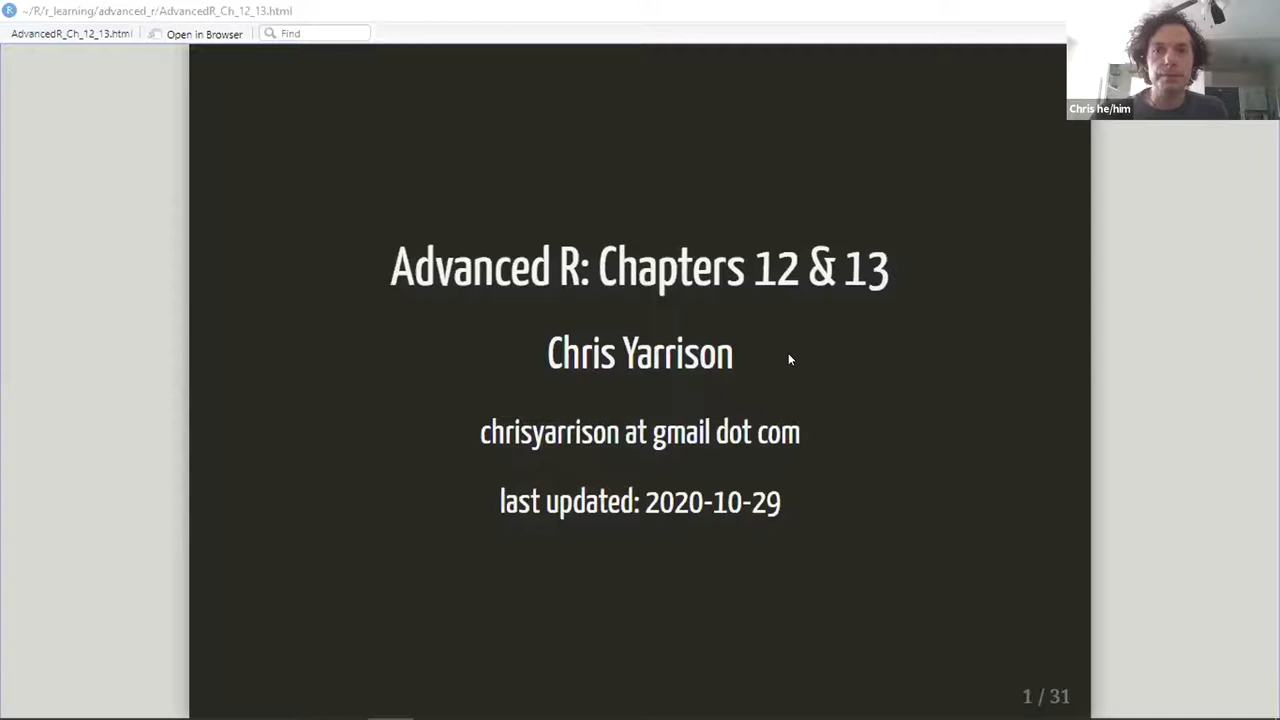 ~/R/r_learning/advanced_r/AdvancedR_Ch_12_13.html
AdvancedR_Ch_12_13.html
Open in Browser
Find
Chris he/him
Advanced R: Chapters 12 & 13
Chris Yarrison
chrisyarrison at gmail dot com
last updated: 2020-10-29
1 / 31